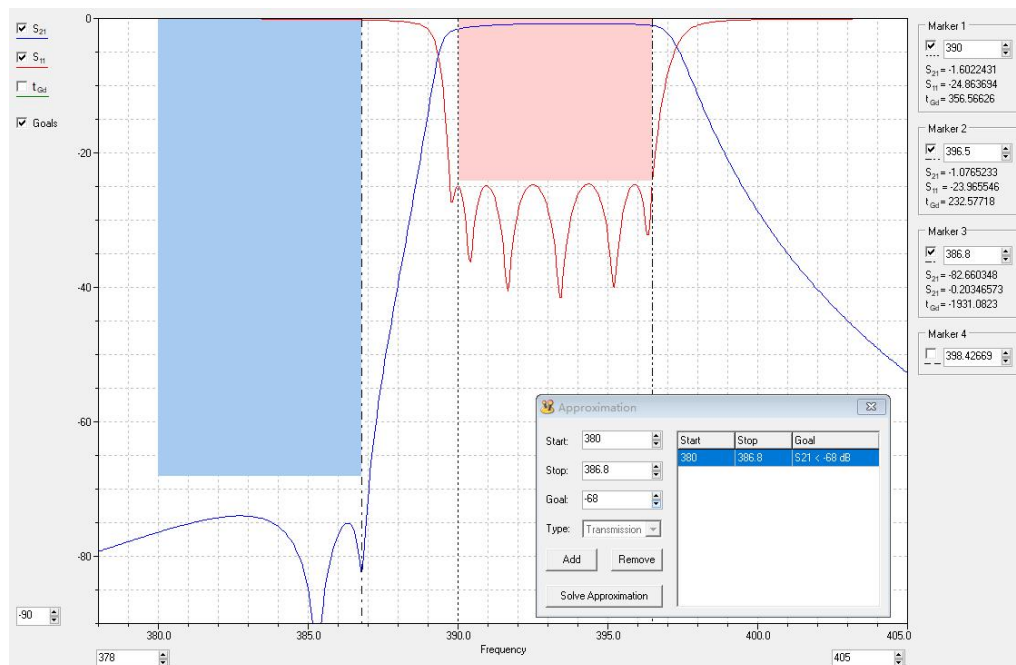 S21
S11
tGd
Goals
0
-20
-40
-60
-80
-90
380.0
385.0
390.0
395.0
400.0
405.0
Frequency
378
405
Approximation
Start:
380
Stop:
386.8
Goal:
-68
Type:
Transmission
Add
Remove
Solve Approximation
Start Stop Goal
380 386.8 S21 < -68 dB
Marker 1
390
S21 = -1.6022431
S11 = -24.863694
tGd = 356.56626
Marker 2
396.5
S21 = -1.0765233
S11 = -23.965546
tGd = 232.57718
Marker 3
386.8
S21 = -82.660348
S11 = -0.20346573
tGd = -1931.0823
Marker 4
398.42669